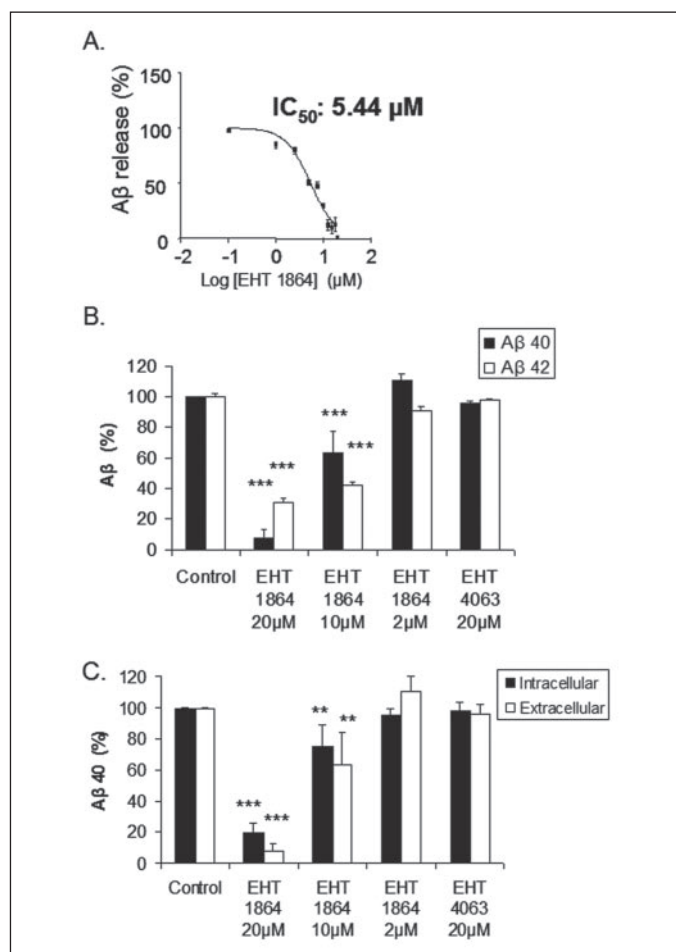 A.
150
100
50
0
Aβ release (%)
IC50: 5.44 µM
-2 -1 0 1 2
Log [EHT 1864] (µM)
B.
Aβ 40
Aβ 42
120
100
80
60
40
20
0
Aβ (%)
*** *** *** ***
Control EHT EHT EHT EHT
1864 1864 1864 4063
20µM 10µM 2µM 20µM
C.
Intracellular
Extracellular
120
100
80
60
40
20
0
Aβ 40 (%)
*** *** ** **
Control EHT EHT EHT EHT
1864 1864 1864 4063
20µM 10µM 2µM 20µM